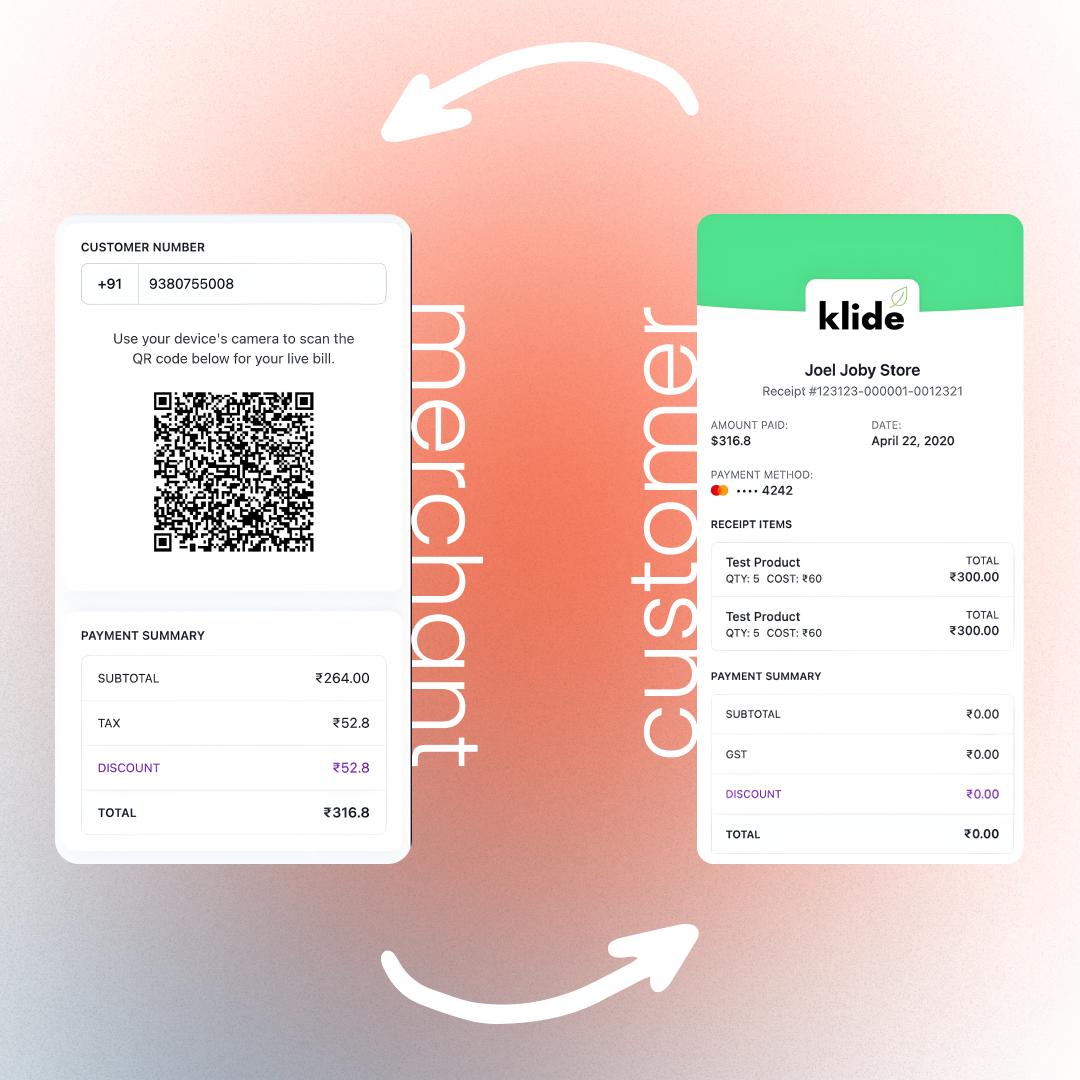 CUSTOMER NUMBER
+91 9380755008
Use your device's camera to scan the
QR code below for your live bill.
PAYMENT SUMMARY
SUBTOTAL ₹264.00
TAX ₹52.8
DISCOUNT ₹52.8
TOTAL ₹316.8
merchant
customer
klide
Joel Joby Store
Receipt #123123-000001-0012321
AMOUNT PAID: DATE:
$316.8 April 22, 2020
PAYMENT METHOD:
•••• 4242
RECEIPT ITEMS
Test Product TOTAL
QTY: 5 COST: ₹60 ₹300.00
Test Product TOTAL
QTY: 5 COST: ₹60 ₹300.00
PAYMENT SUMMARY
SUBTOTAL ₹0.00
GST ₹0.00
DISCOUNT ₹0.00
TOTAL ₹0.00